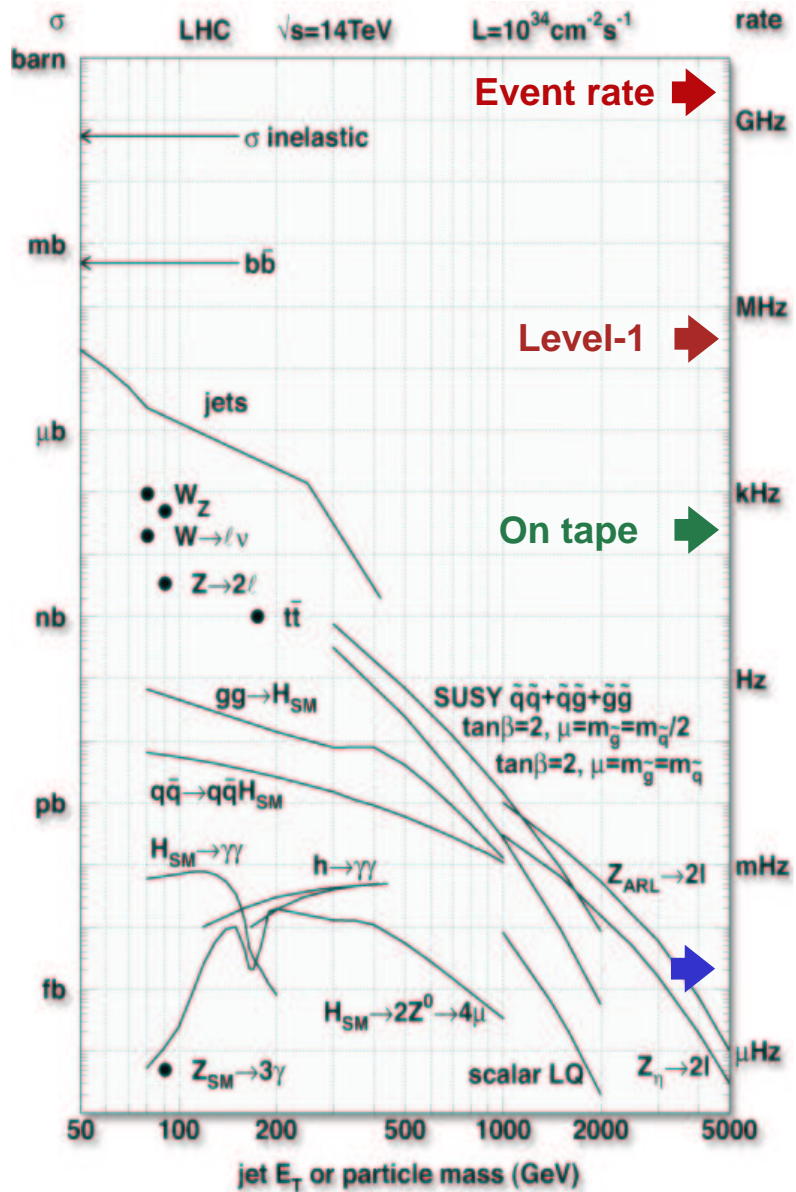 σ LHC √s=14TeV L=10³⁴cm⁻²s⁻¹ rate
barn
Event rate
GHz
σ inelastic
mb
bb̄
MHz
Level-1
jets
μb
W
kHz
Z
On tape
W→ℓν
Z→2ℓ
nb
tt̄
Hz
gg→H_SM
SUSY q̃q̃+q̃g̃+g̃g̃
tanβ=2, μ=m_g̃=m_q̃/2
tanβ=2, μ=m_g̃=m_q̃
qq̄→qq̄H_SM
pb
H_SM→γγ
h→γγ
mHz
Z_ARL→2l
fb
H_SM→2Z⁰→4μ
μHz
Z_SM→3γ
scalar LQ
Z_η→2l
50 100 200 500 1000 2000 5000
jet E_T or particle mass (GeV)